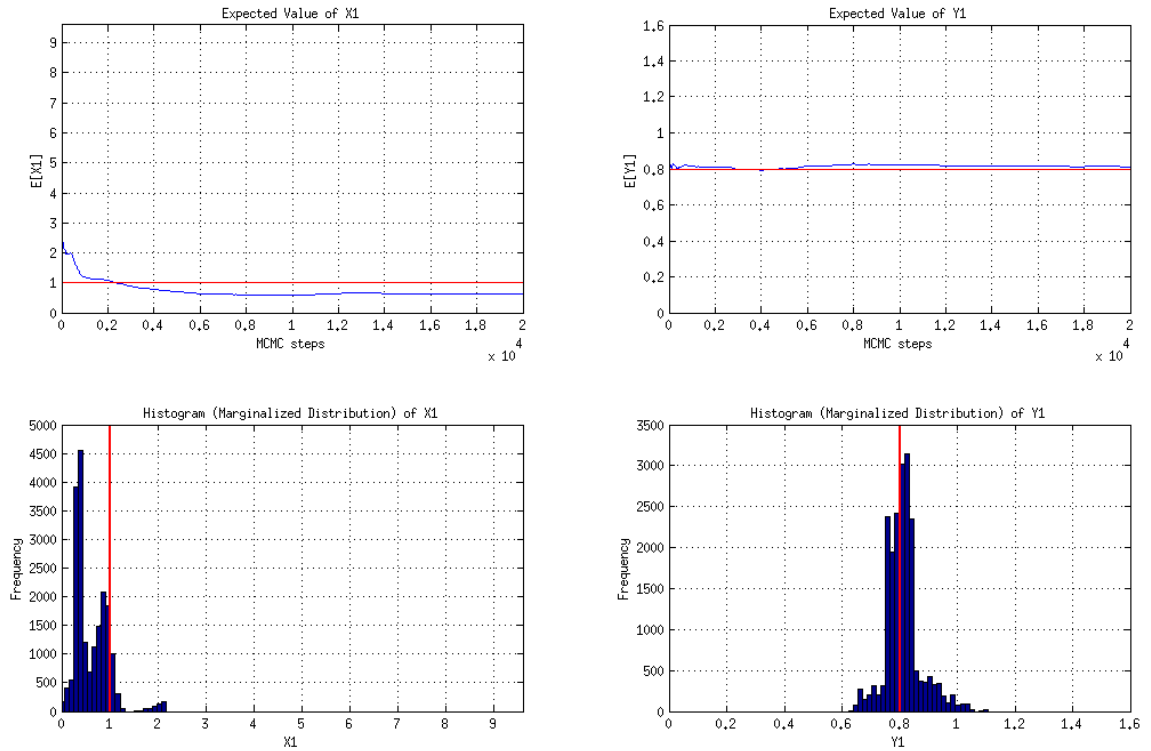 Expected Value of X1
E[X1]
9
8
7
6
5
4
3
2
1
0
0 0.2 0.4 0.6 0.8 1 1.2 1.4 1.6 1.8 2
MCMC steps
x 10 4
Expected Value of Y1
E[Y1]
1.6
1.4
1.2
1
0.8
0.6
0.4
0.2
0
0 0.2 0.4 0.6 0.8 1 1.2 1.4 1.6 1.8 2
MCMC steps
x 10 4
Histogram (Marginalized Distribution) of X1
Frequency
5000
4500
4000
3500
3000
2500
2000
1500
1000
500
0
0 1 2 3 4 5 6 7 8 9
X1
Histogram (Marginalized Distribution) of Y1
Frequency
3500
3000
2500
2000
1500
1000
500
0
0 0.2 0.4 0.6 0.8 1 1.2 1.4 1.6
Y1